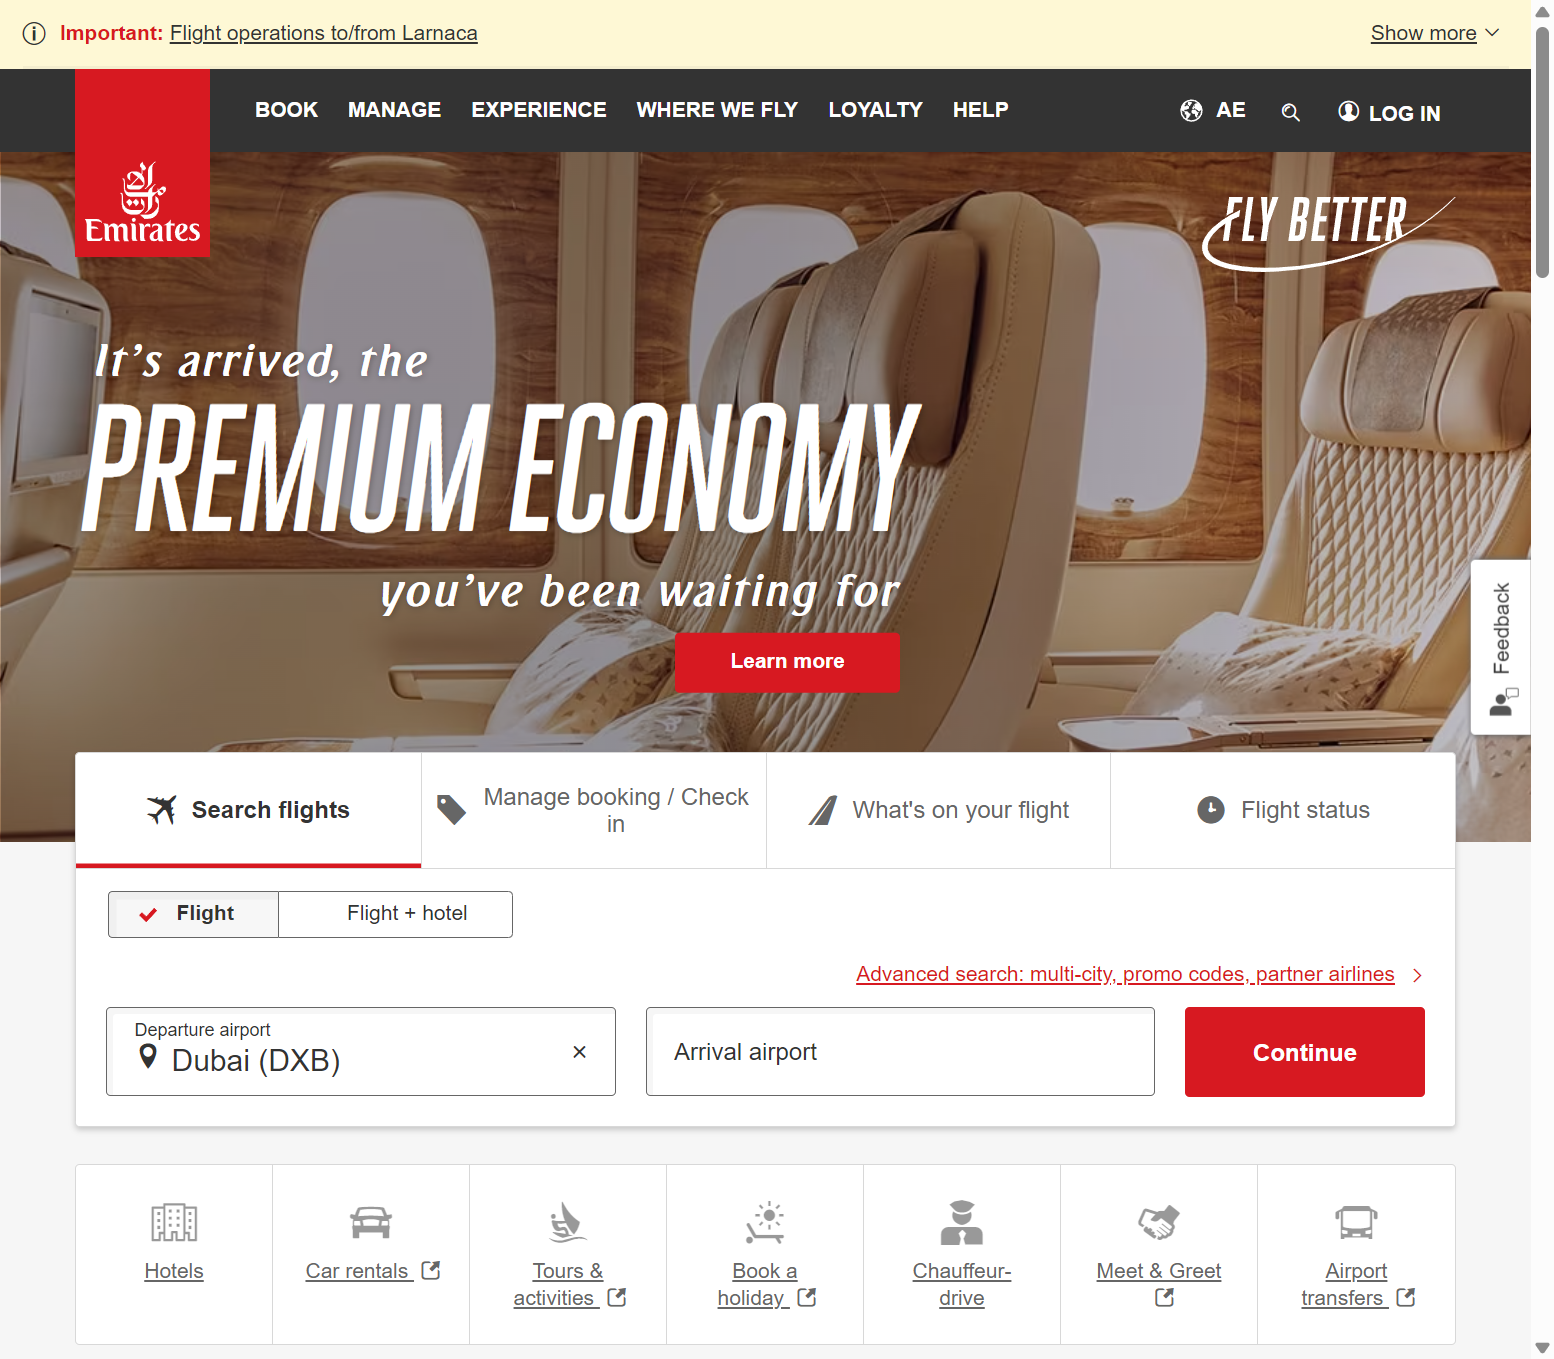 Important: Flight operations to/from Larnaca
Show more
BOOK MANAGE EXPERIENCE WHERE WE FLY LOYALTY HELP
AE
LOG IN
Emirates
FLY BETTER
It's arrived, the
PREMIUM ECONOMY
you've been waiting for
Learn more
Feedback
Search flights
Manage booking / Check
in
What's on your flight
Flight status
Flight
Flight + hotel
Advanced search: multi-city, promo codes, partner airlines
Departure airport
Dubai (DXB)
Arrival airport
Continue
Hotels
Car rentals
Tours &
activities
Book a
holiday
Chauffeur-
drive
Meet & Greet
Airport
transfers